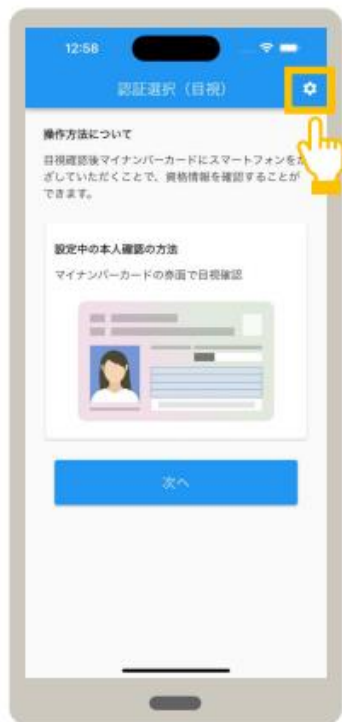 12:58
認証選択（目視）
操作方法について
目視確認後マイナンバーカードにスマートフォンをか
ざしていただくことで、資格情報を確認することが
できます。
設定中の本人確認の方法
マイナンバーカードの券面で目視確認
次へ